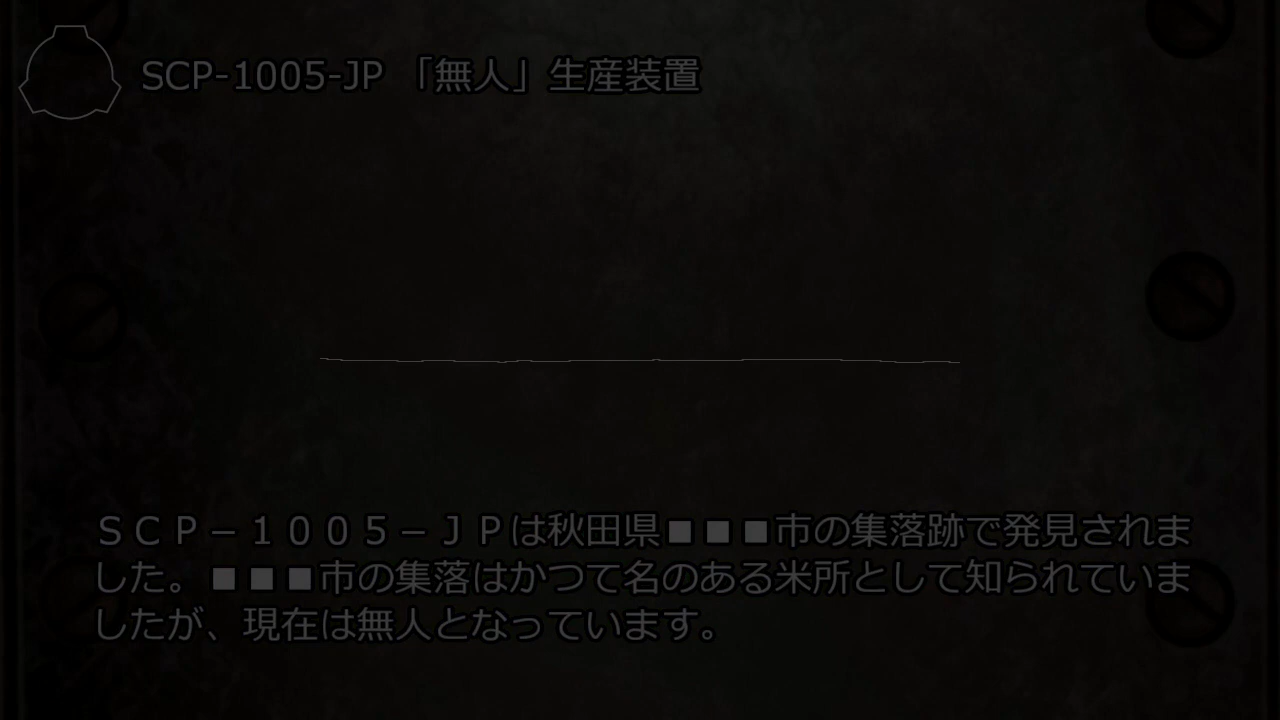 SCP-1005-JP 「無人」生産装置
ＳＣＰ－１００５－ＪＰは秋田県■■■市の集落跡で発見されま
した。■■■市の集落はかつて名のある米所として知られていま
したが、現在は無人となっています。